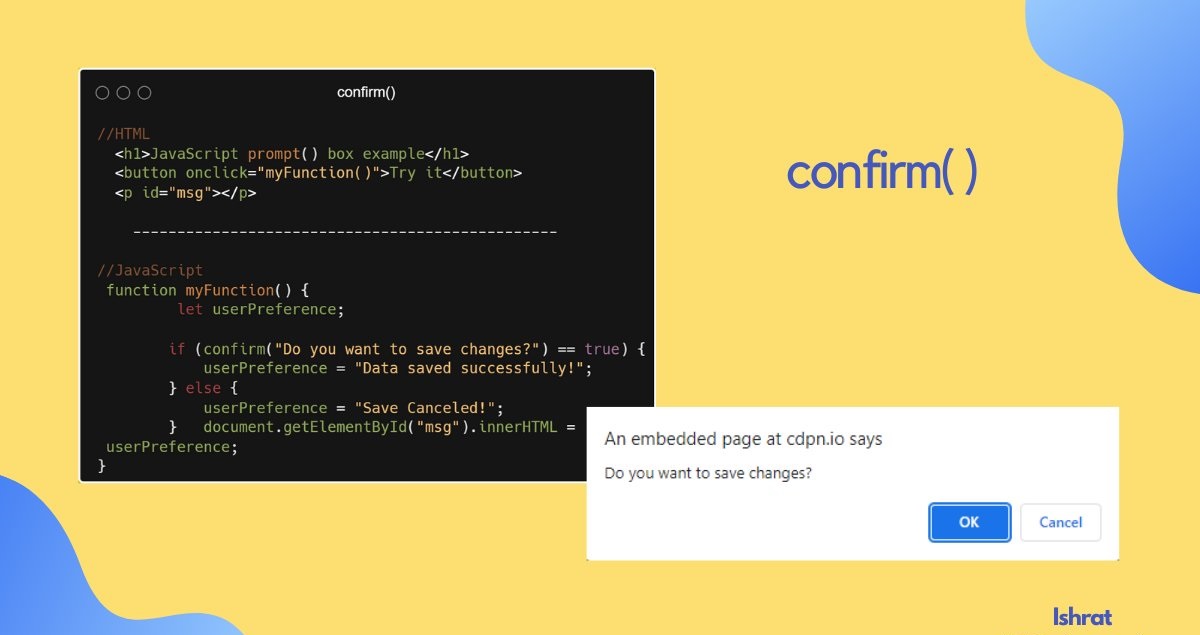 confirm()
//HTML
<h1>JavaScript prompt() box example</h1>
<button onclick="myFunction()">Try it</button>
<p id="msg"></p>
------------------------------------------------
//JavaScript
function myFunction() {
let userPreference;
if (confirm("Do you want to save changes?") == true) {
userPreference = "Data saved successfully!";
} else {
userPreference = "Save Canceled!";
}   document.getElementById("msg").innerHTML =
userPreference;
}
confirm( )
An embedded page at cdpn.io says
Do you want to save changes?
OK
Cancel
Ishrat